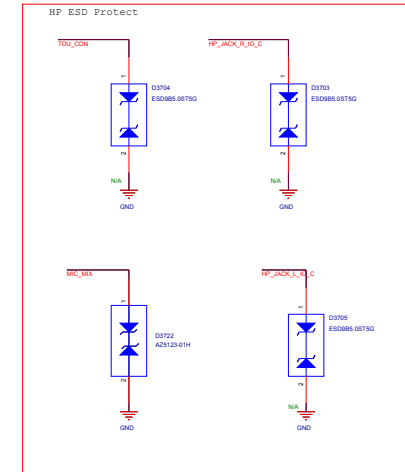 HP ESD Protect
TOU_CON
HP_JACK_R_IO_C
1
1
D3704
ESD9B5.0ST5G
D3703
ESD9B5.0ST5G
2
2
N/A
N/A
GND
GND
MIC_MIX
HP_JACK_L_IO_C
1
1
D3722
AZ5123-01H
D3705
ESD9B5.0ST5G
2
2
N/A
GND
GND